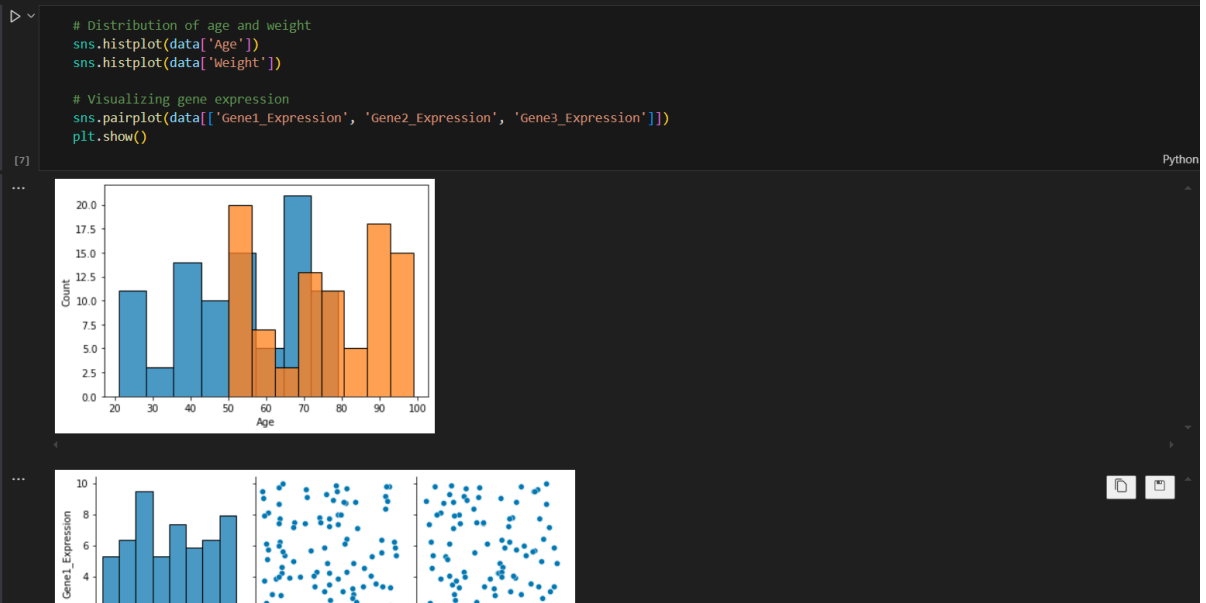 # Distribution of age and weight
sns.histplot(data['Age'])
sns.histplot(data['Weight'])
# Visualizing gene expression
sns.pairplot(data[['Gene1_Expression', 'Gene2_Expression', 'Gene3_Expression']])
plt.show()
[7]
Python
...
20.0
17.5
15.0
12.5
10.0
7.5
5.0
2.5
0.0
Count
20 30 40 50 60 70 80 90 100
Age
...
10
8
6
4
Gene1_Expression